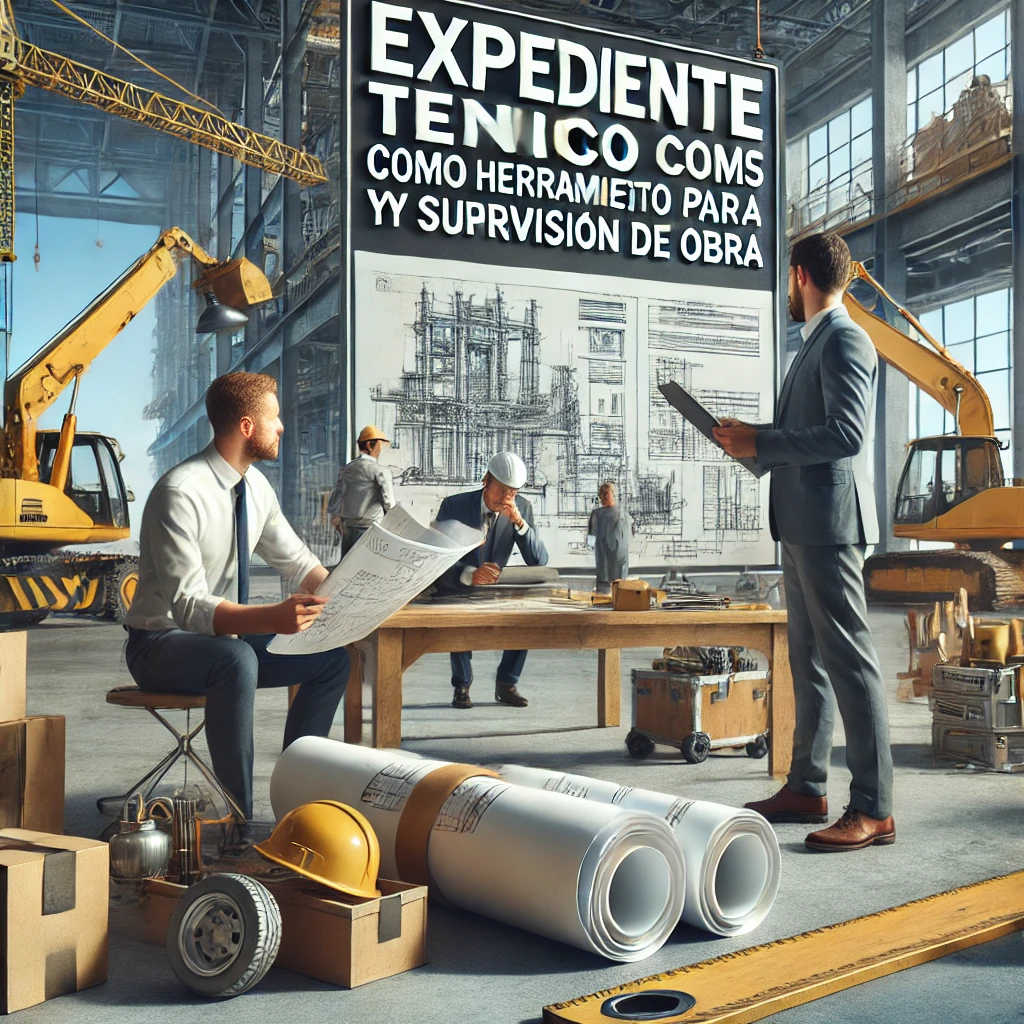 EXPEDIENTE
TENICO COMS
COMO HERRAMIETO PARA
YY SUPRVISIÓN DE OBRA